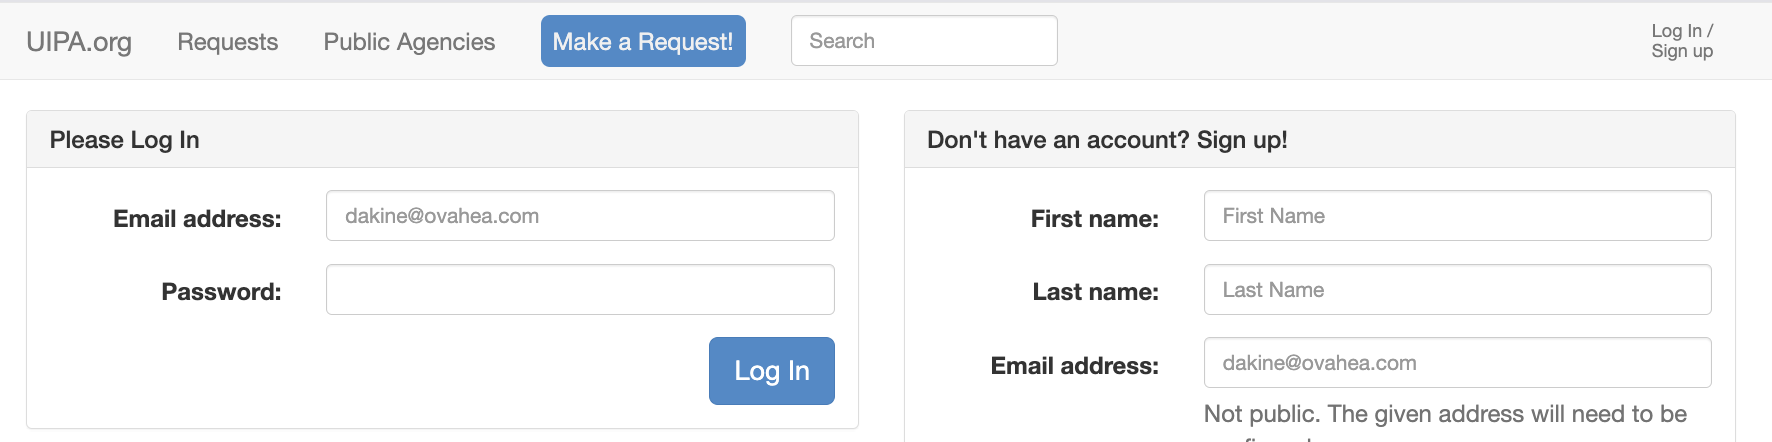 UIPA.org Requests Public Agencies Make a Request! Search Log In /
Sign up
Please Log In
Email address: dakine@ovahea.com
Password:
Log In
Don't have an account? Sign up!
First name: First Name
Last name: Last Name
Email address: dakine@ovahea.com
Not public. The given address will need to be